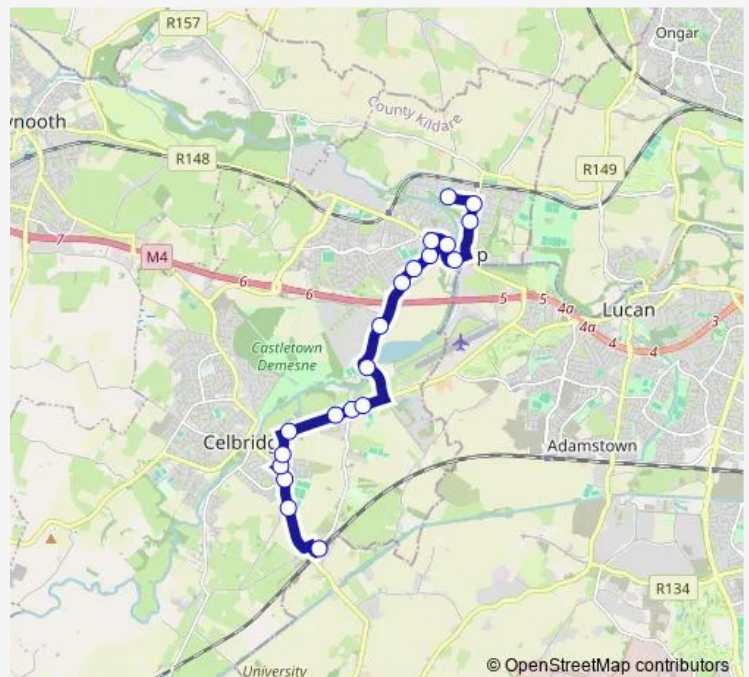 R157
Ongar
County Kildare
ynooth
R148
R149
7
M4
6
6
p
5
5
4a
4a
4
4
3
Lucan
Castletown
Demesne
Celbridg
Adamstown
R134
University
© OpenStreetMap contributors